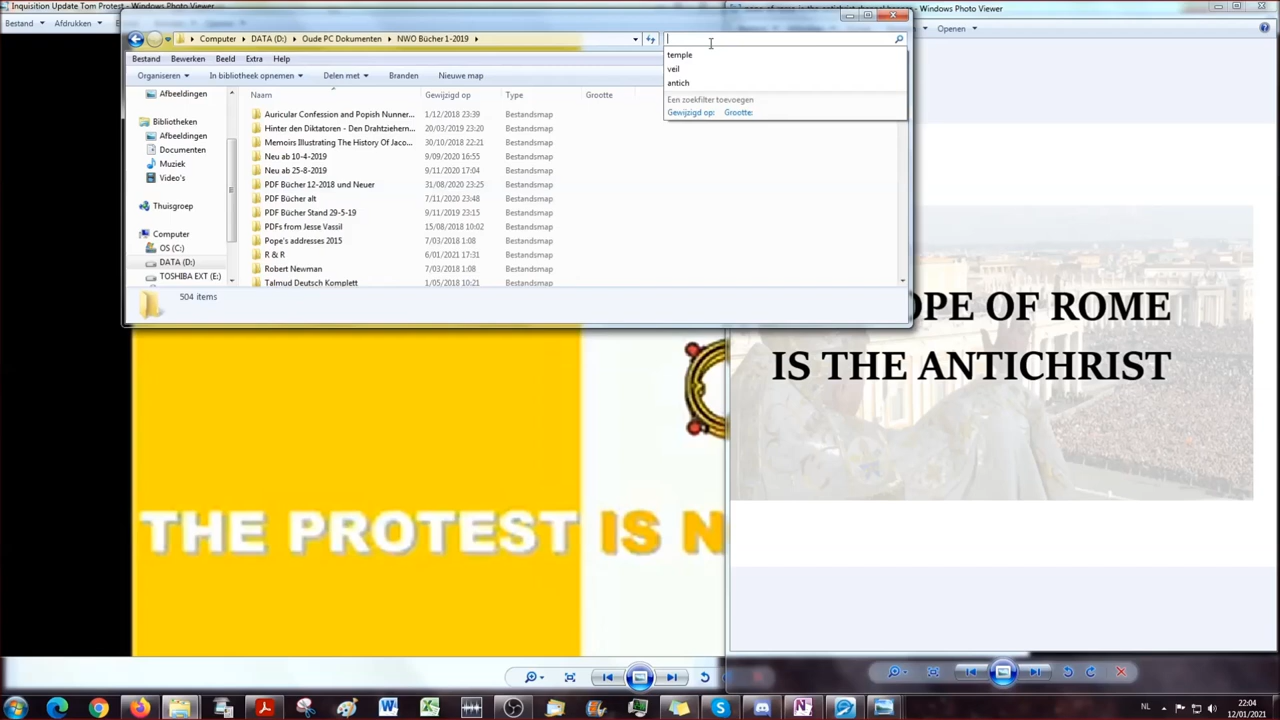 Inquisition Update Tom Protest - Windows Photo Viewer
Photo Viewer
Bestand
Afdrukken
Openen
Computer
DATA (D:)
Oude PC Dokumenten
NWO Bücher 1-2019
Bestand
Bewerken
Beeld
Extra
Help
temple
veil
antich
Een zoekfilter toevoegen
Gewijzigd op:
Grootte:
Organiseren
In bibliotheek opnemen
Delen met
Branden
Nieuwe map
Afbeeldingen
Bibliotheken
Afbeeldingen
Documenten
Muziek
Video's
Thuisgroep
Computer
OS (C:)
DATA (D:)
TOSHIBA EXT (E:)
Naam
Gewijzigd op
Type
Grootte
Auricular Confession and Popish Nunner... 1/12/2018 23:39 Bestandsmap
Hinter den Diktatoren - Den Drahtziehern... 20/03/2019 23:20 Bestandsmap
Memoirs Illustrating The History Of Jaco... 30/10/2018 22:21 Bestandsmap
Neu ab 10-4-2019 9/09/2020 16:55 Bestandsmap
Neu ab 25-8-2019 9/11/2020 17:04 Bestandsmap
PDF Bücher 12-2018 und Neuer 31/08/2020 23:25 Bestandsmap
PDF Bücher alt 7/11/2020 23:48 Bestandsmap
PDF Bücher Stand 29-5-19 9/11/2019 23:15 Bestandsmap
PDFs from Jesse Vassil 15/08/2018 10:02 Bestandsmap
Pope's addresses 2015 7/03/2018 1:08 Bestandsmap
R & R 6/01/2021 17:31 Bestandsmap
Robert Newman 7/03/2018 1:08 Bestandsmap
Talmud Deutsch Komplett 1/05/2018 10:21 Bestandsmap
504 items
OPE OF ROME
IS THE ANTICHRIST
THE PROTEST IS N
NL
22:04
12/01/2021